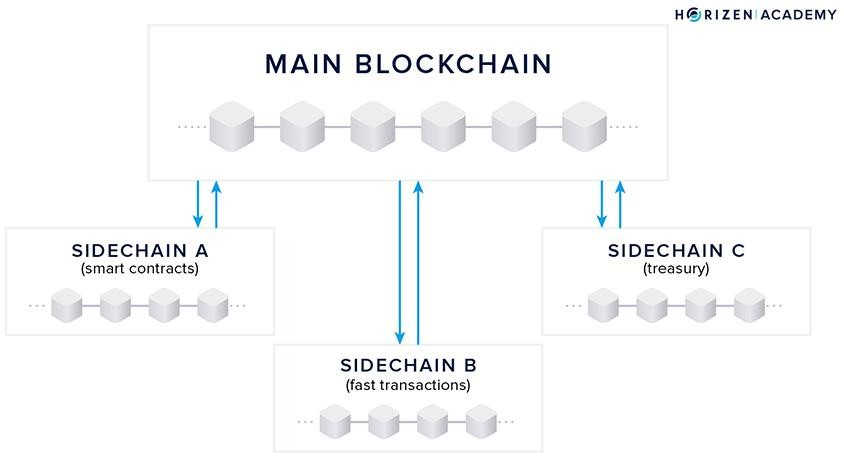 HORIZEN | ACADEMY
MAIN BLOCKCHAIN
SIDECHAIN A
(smart contracts)
SIDECHAIN C
(treasury)
SIDECHAIN B
(fast transactions)